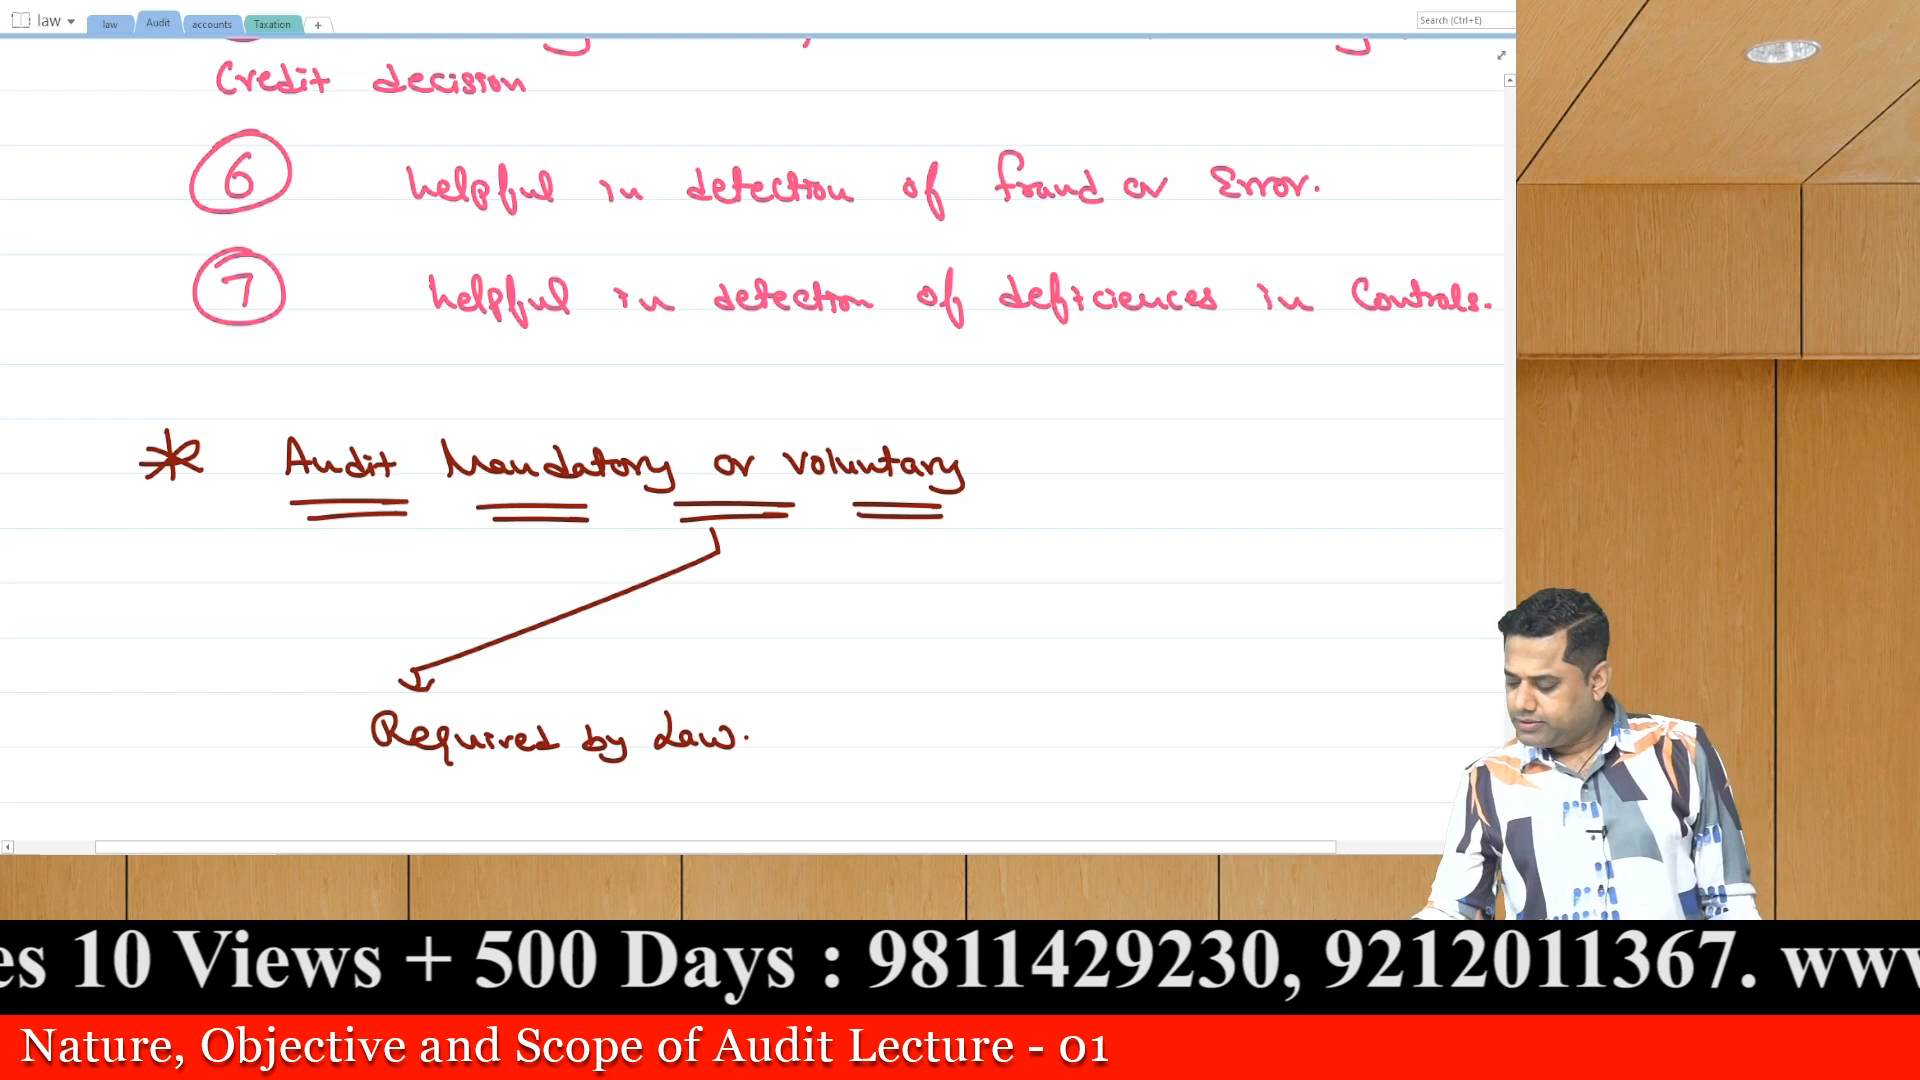 law
law Audit accounts Taxation +
Search (Ctrl+E)
Credit decision
6 helpful in detection of fraud or Error.
7 helpful in detection of deficiences in Controls.
* Audit Mandatory or voluntary
Required by Law.
es 10 Views + 500 Days : 9811429230, 9212011367. www
Nature, Objective and Scope of Audit Lecture - 01